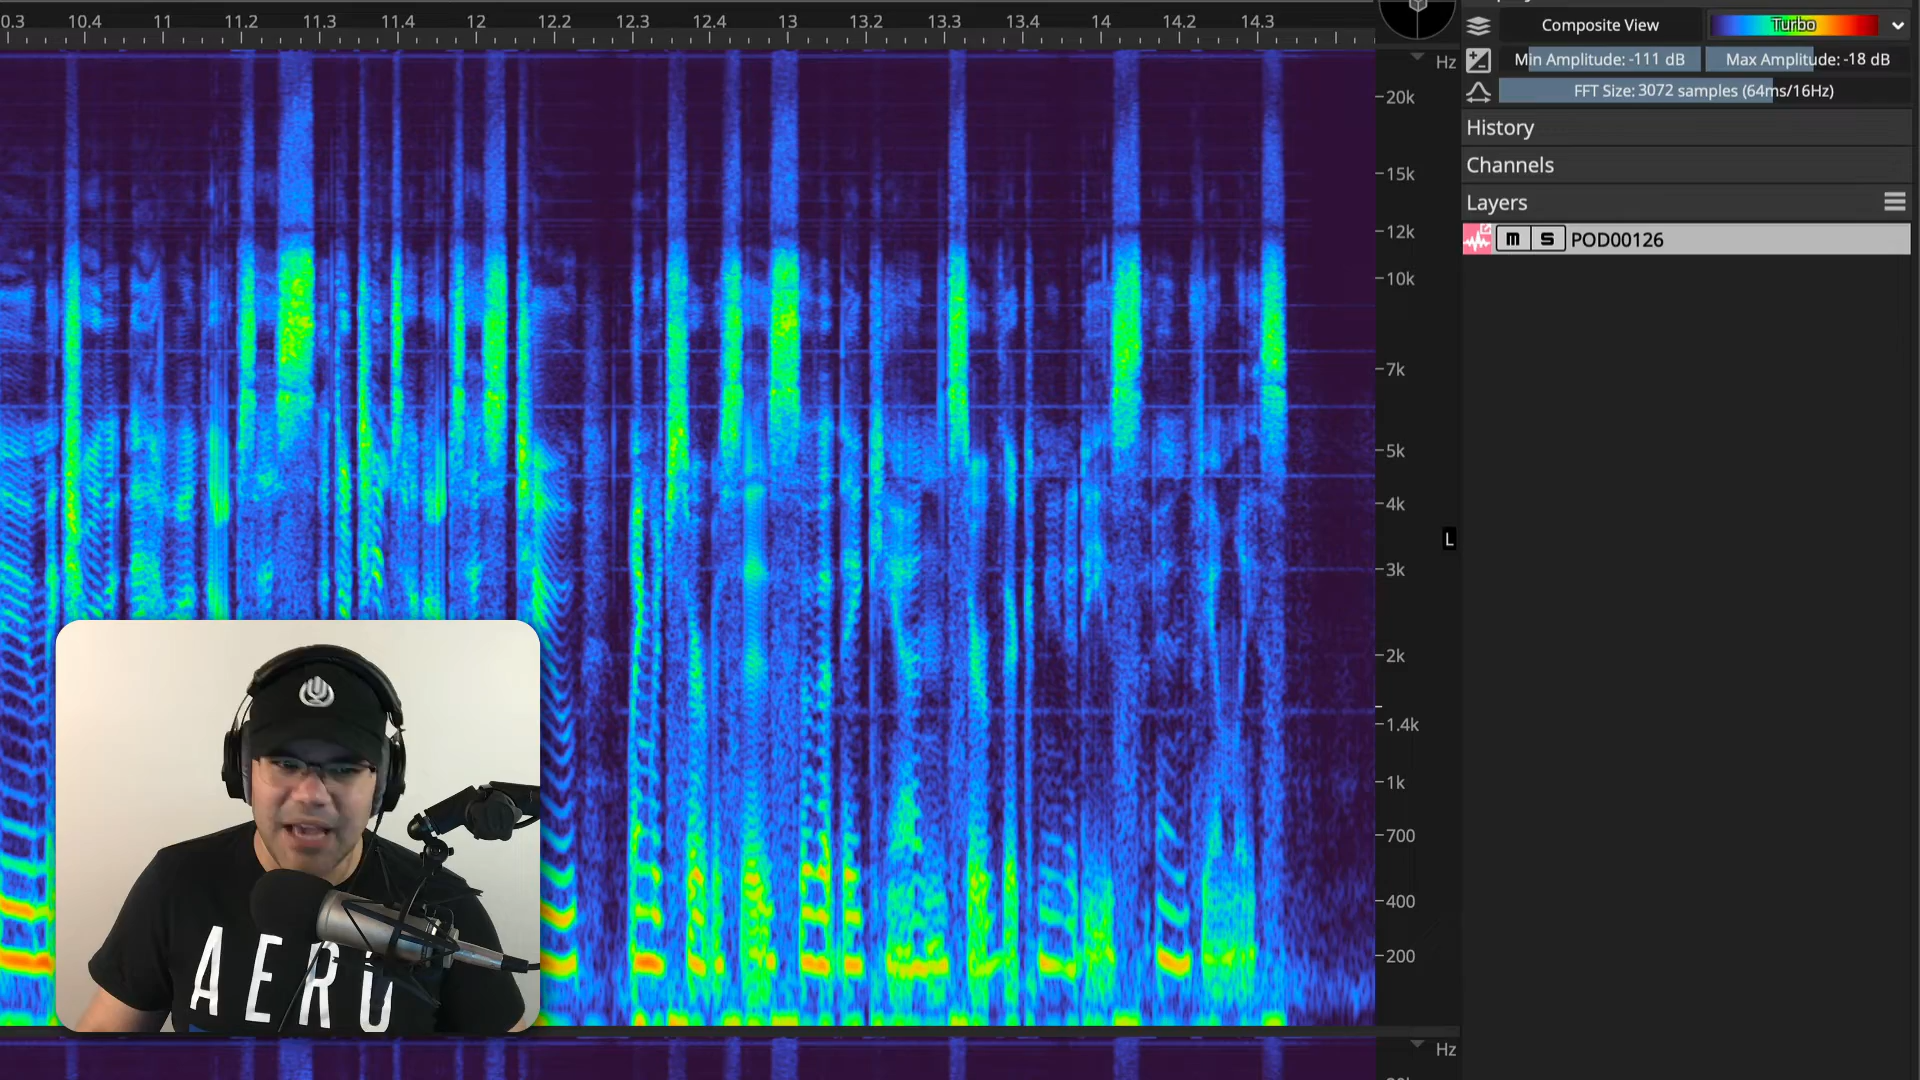 0.3 10.4 11 11.2 11.3 11.4 12 12.2 12.3 12.4 13 13.2 13.3 13.4 14 14.2 14.3
Composite View
Turbo
Min Amplitude: -111 dB
Max Amplitude: -18 dB
FFT Size: 3072 samples (64ms/16Hz)
Hz
20k
15k
12k
10k
7k
5k
4k
3k
2k
1.4k
1k
700
400
200
Hz
L
History
Channels
Layers
m S POD00126
AERO